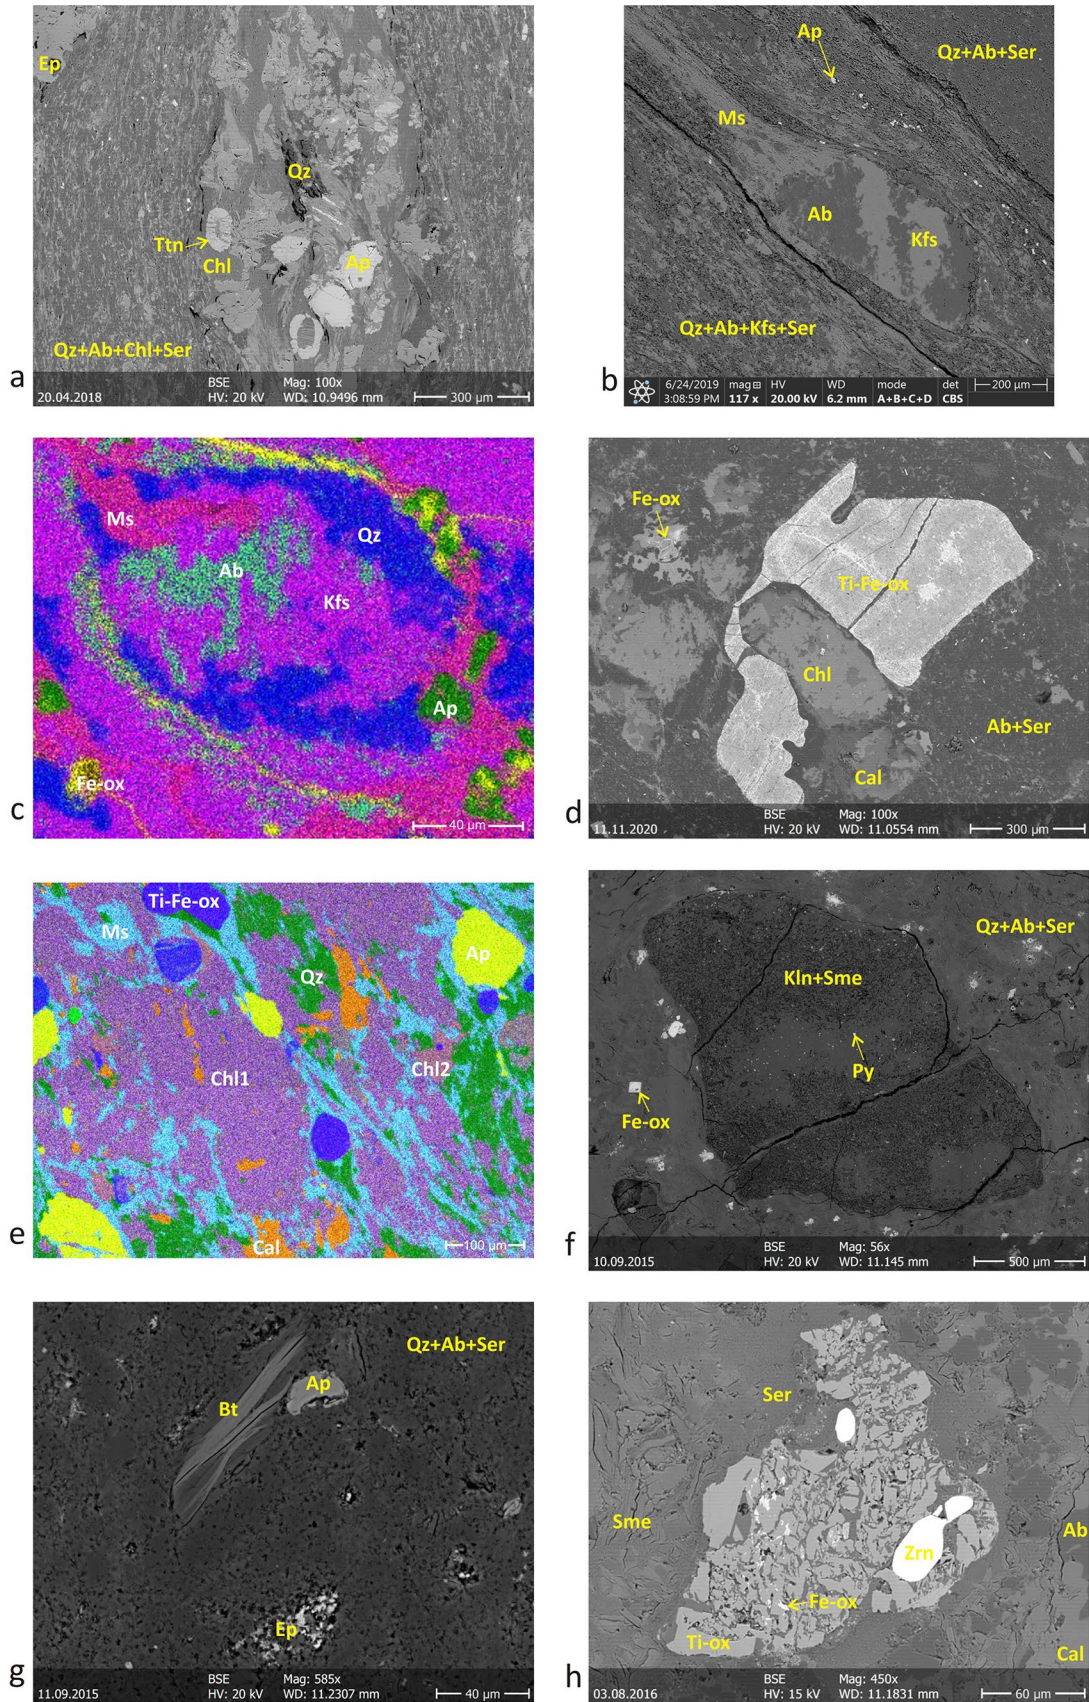 Ep
Qz
Ttn
Chl
Ap
Qz+Ab+Chl+Ser
BSE Mag: 100x
20.04.2018 HV: 20 kV WD: 10.9496 mm 300 µm
a
Ap
Qz+Ab+Ser
Ms
Ab
Kfs
Qz+Ab+Kfs+Ser
6/24/2019 mag HV WD mode det 200 µm
3:08:59 PM 117 x 20.00 kV 6.2 mm A+B+C+D CBS
b
Ms
Qz
Ab
Kfs
Ap
Fe-ox
40 µm
c
Fe-ox
Ti-Fe-ox
Chl
Ab+Ser
Cal
BSE Mag: 100x
11.11.2020 HV: 20 kV WD: 11.0554 mm 300 µm
d
Ti-Fe-ox
Ms
Ap
Qz
Chl1
Chl2
Cal
100 µm
e
Qz+Ab+Ser
Kln+Sme
Py
Fe-ox
BSE Mag: 56x
10.09.2015 HV: 20 kV WD: 11.145 mm 500 µm
f
Qz+Ab+Ser
Ap
Bt
Ep
BSE Mag: 585x
11.09.2015 HV: 20 kV WD: 11.2307 mm 40 µm
g
Ser
Sme
Ab
Zrn
Fe-ox
Ti-ox
Cal
BSE Mag: 450x
03.08.2016 HV: 15 kV WD: 11.1831 mm 60 µm
h